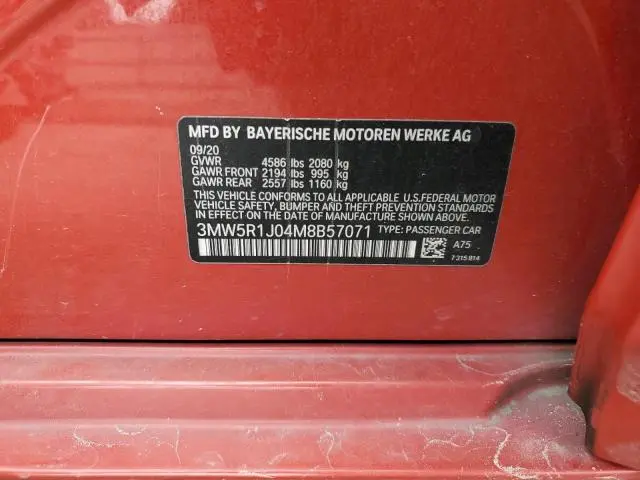 MFD BY BAYERISCHE MOTOREN WERKE AG
09/20
GVWR 4586 lbs 2080 kg
GAWR FRONT 2194 lbs 995 kg
GAWR REAR 2557 lbs 1160 kg
THIS VEHICLE CONFORMS TO ALL APPLICABLE U.S.FEDERAL MOTOR
VEHICLE SAFETY, BUMPER AND THEFT PREVENTION STANDARDS
IN EFFECT ON THE DATE OF MANUFACTURE SHOWN ABOVE.
3MW5R1J04M8B57071 TYPE: PASSENGER CAR
A75
7315814